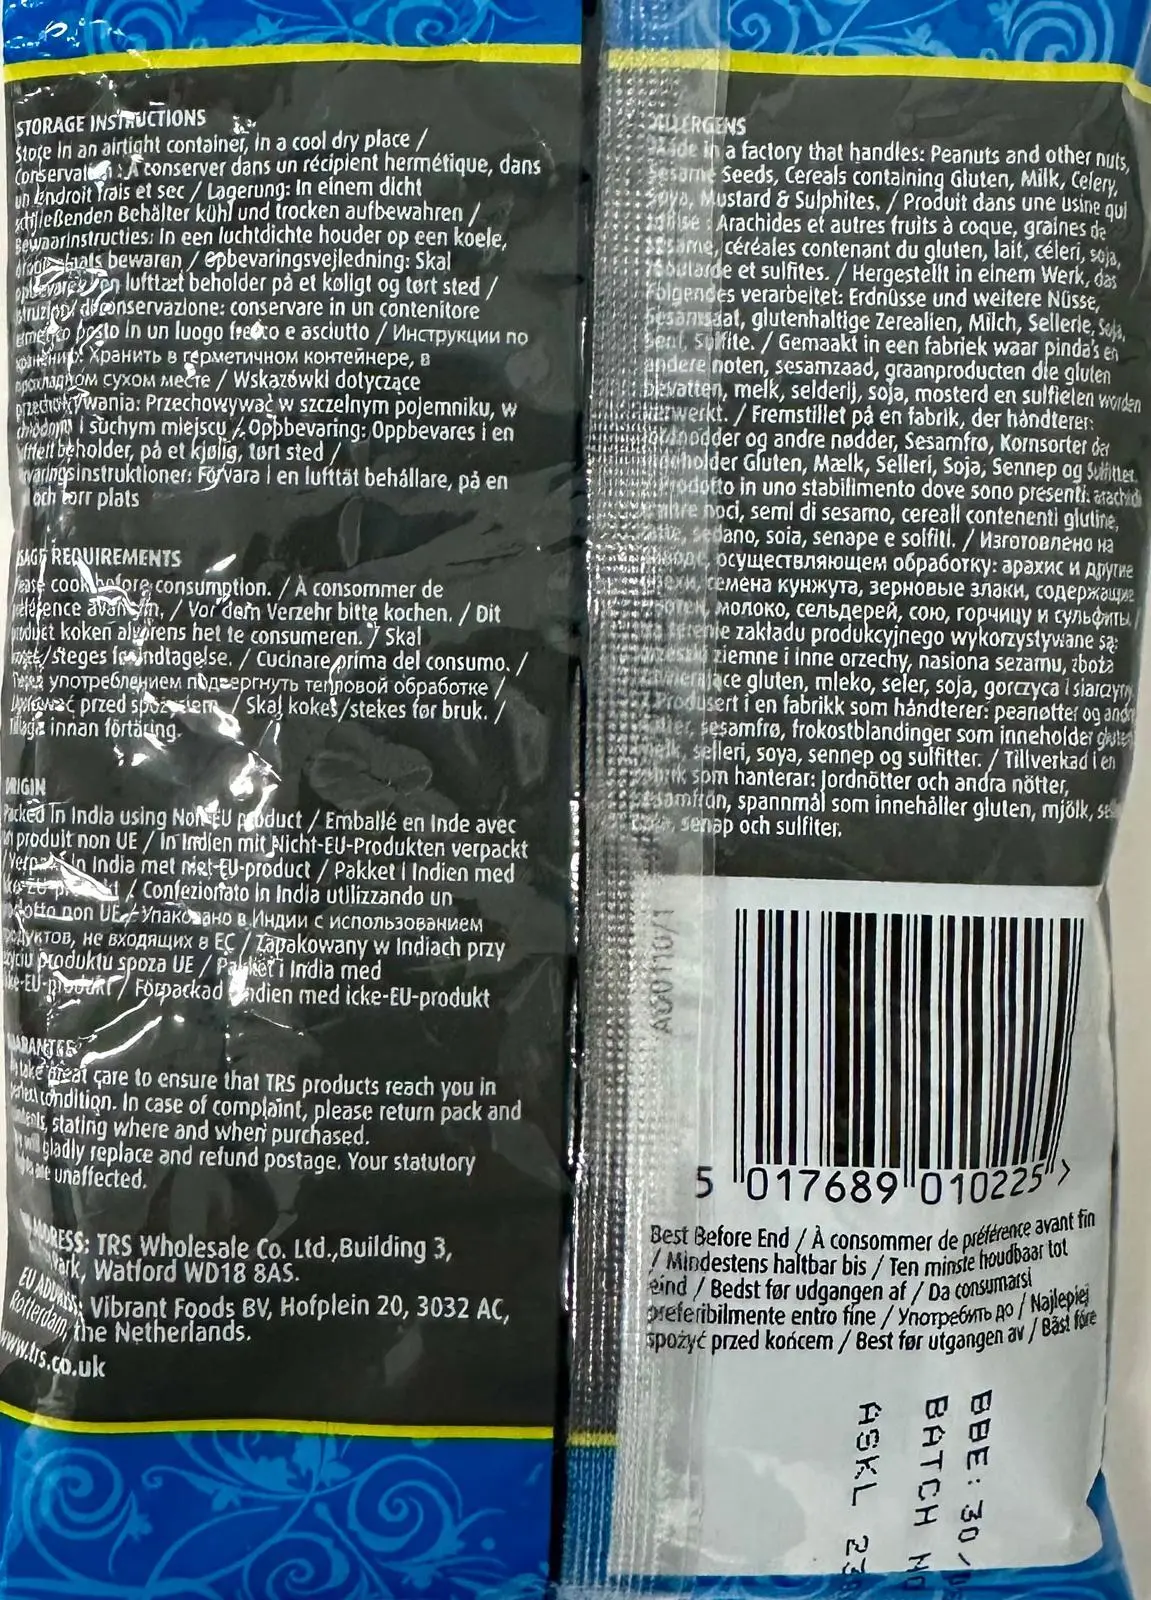 STORAGE INSTRUCTIONS
Store in an airtight container, in a cool dry place /
Conservation : À conserver dans un récipient hermétique, dans
un endroit frais et sec / Lagerung: In einem dicht
schließenden Behälter kühl und trocken aufbewahren /
Bewaarinstructies: In een luchtdichte houder op een koele,
droge plaats bewaren / Opbevaringsvejledning: Skal
lufttæt beholder på et køligt og tørt sted /
di conservazione: conservare in un contenitore
posto in un luogo fresco e asciutto / Инструкции по
Хранить в герметичном контейнере, в
прохладном сухом месте / Wskazówki dotyczące
przechowywania: Przechowywać w szczelnym pojemniku, w
chłodnym i suchym miejscu / Oppbevaring: Oppbevares i en
beholder, på et kjølig, tørt sted /
Förvara i en lufttät behållare, på en
och torr plats
USAGE REQUIREMENTS
Please cook before consumption. / À consommer de
préférence avant fin. / Vor dem Verzehr bitte kochen. / Dit
product koken alvorens het te consumeren. / Skal
/steges før indtagelse. / Cucinare prima del consumo. /
Перед употреблением подвергнуть тепловой обработке /
przed spożyciem / Skal kokes/stekes før bruk. /
Tillaga innan förtäring.
ORIGIN
Packed in India using Non-EU product / Emballé en Inde avec
un produit non UE / In Indien mit Nicht-EU-Produkten verpackt
/ Verpakt in India met niet-EU-product / Pakket i Indien med
/ Confezionato in India utilizzando un
prodotto non UE / Упаковано в Индии с использованием
продуктов, не входящих в ЕС / Zapakowany w Indiach przy
użyciu produktu spoza UE / Pakket i India med
ikke-EU-produkt / Förpackad Indien med icke-EU-produkt
GUARANTEE
We take great care to ensure that TRS products reach you in
perfect condition. In case of complaint, please return pack and
contents, stating where and when purchased.
will gladly replace and refund postage. Your statutory
are unaffected.
ADDRESS: TRS Wholesale Co. Ltd.,Building 3,
Watford WD18 8AS.
EU ADDRESS: Vibrant Foods BV, Hofplein 20, 3032 AC,
Rotterdam, the Netherlands.
www.trs.co.uk
ALLERGENS
Made in a factory that handles: Peanuts and other nuts,
Sesame Seeds, Cereals containing Gluten, Milk, Celery,
Soya, Mustard & Sulphites. / Produit dans une usine qui
utilise Arachides et autres fruits à coque, graines de
sésame, céréales contenant du gluten, lait, céleri, soja,
moutarde et sulfites. / Hergestellt in einem Werk, das
Folgendes verarbeitet: Erdnüsse und weitere Nüsse,
Sesamsaat, glutenhaltige Zerealien, Milch, Sellerie, Soja,
Senf, Sulfite. / Gemaakt in een fabriek waar pinda's en
andere noten, sesamzaad, graanproducten die gluten
bevatten, melk, selderij, soja, mosterd en sulfieten worden
verwerkt. / Fremstillet på en fabrik, der håndterer:
Jordnødder og andre nødder, Sesamfrø, Kornsorter der
indeholder Gluten, Mælk, Selleri, Soja, Sennep og Sulfitter.
Prodotto in uno stabilimento dove sono presenti: arachidi
e altre noci, semi di sesamo, cereali contenenti glutine,
latte, sedano, soia, senape e solfiti. / Изготовлено на
осуществляющем обработку: арахис и другие
орехи, семена кунжута, зерновые злаки, содержащие
молоко, сельдерей, сою, горчицу и сульфиты. /
terenie zakładu produkcyjnego wykorzystywane są:
orzeszki ziemne i inne orzechy, nasiona sezamu, zboża
zawierające gluten, mleko, seler, soja, gorczyca i siarczyny.
Produsert i en fabrikk som håndterer: peanøtter og andre
sesamfrø, frokostblandinger som inneholder gluten,
melk, selleri, soya, sennep og sulfitter. / Tillverkad i en
fabrik som hanterar: Jordnötter och andra nötter,
sesamfrön, spannmål som innehåller gluten, mjölk,
senap och sulfiter.
A00110/1
5 017689 010225 >
Best Before End / À consommer de préférence avant fin
/ Mindestens haltbar bis / Ten minste houdbaar tot
eind / Bedst før udgangen af / Da consumarsi
preferibilmente entro fine / Употребить до / Najlepiej
spożyć przed końcem / Best før utgangen av / Bäst före
BBE: 30/
BATCH NO
ASKL 23